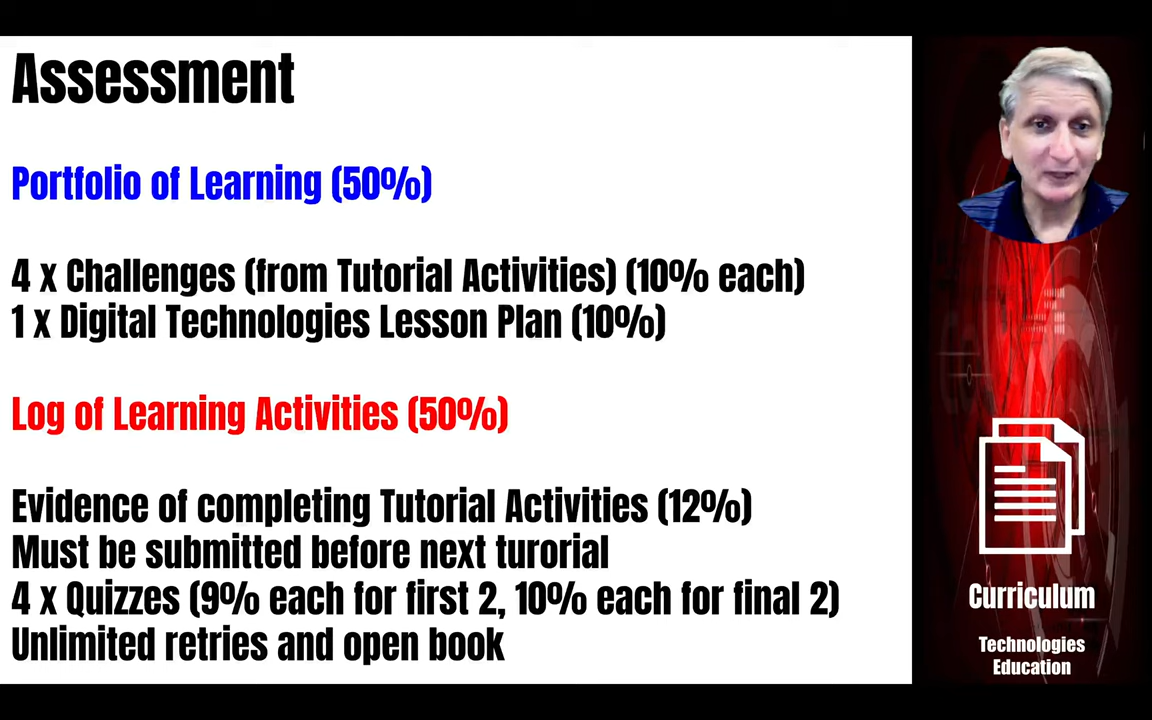 Assessment
Portfolio of Learning (50%)
4 x Challenges (from Tutorial Activities) (10% each)
1 x Digital Technologies Lesson Plan (10%)
Log of Learning Activities (50%)
Evidence of completing Tutorial Activities (12%)
Must be submitted before next turorial
4 x Quizzes (9% each for first 2, 10% each for final 2)
Unlimited retries and open book
Curriculum
Technologies
Education